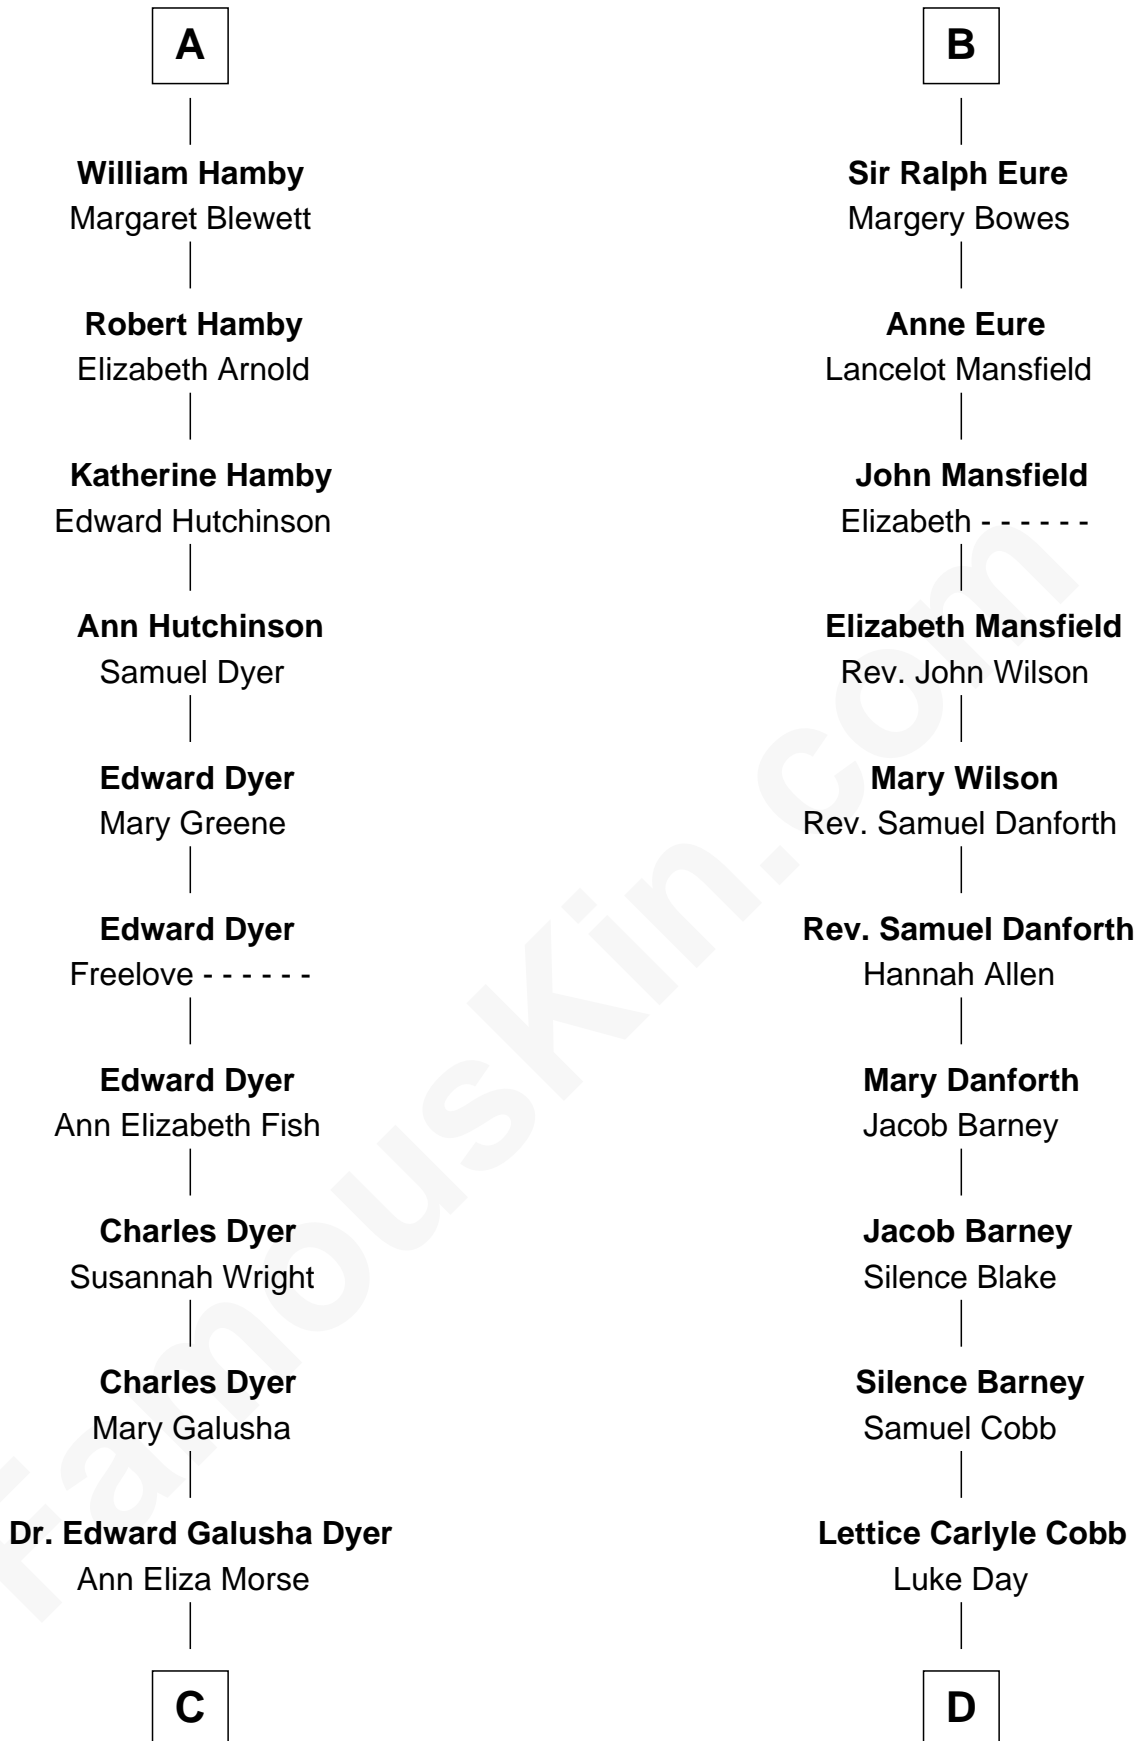 A
William Hamby
Margaret Blewett
Robert Hamby
Elizabeth Arnold
Katherine Hamby
Edward Hutchinson
Ann Hutchinson
Samuel Dyer
Edward Dyer
Mary Greene
Edward Dyer
Freelove - - - - - -
Edward Dyer
Ann Elizabeth Fish
Charles Dyer
Susannah Wright
Charles Dyer
Mary Galusha
Dr. Edward Galusha Dyer
Ann Eliza Morse
C
B
Sir Ralph Eure
Margery Bowes
Anne Eure
Lancelot Mansfield
John Mansfield
Elizabeth - - - - - -
Elizabeth Mansfield
Rev. John Wilson
Mary Wilson
Rev. Samuel Danforth
Rev. Samuel Danforth
Hannah Allen
Mary Danforth
Jacob Barney
Jacob Barney
Silence Blake
Silence Barney
Samuel Cobb
Lettice Carlyle Cobb
Luke Day
D
FamousKin.com